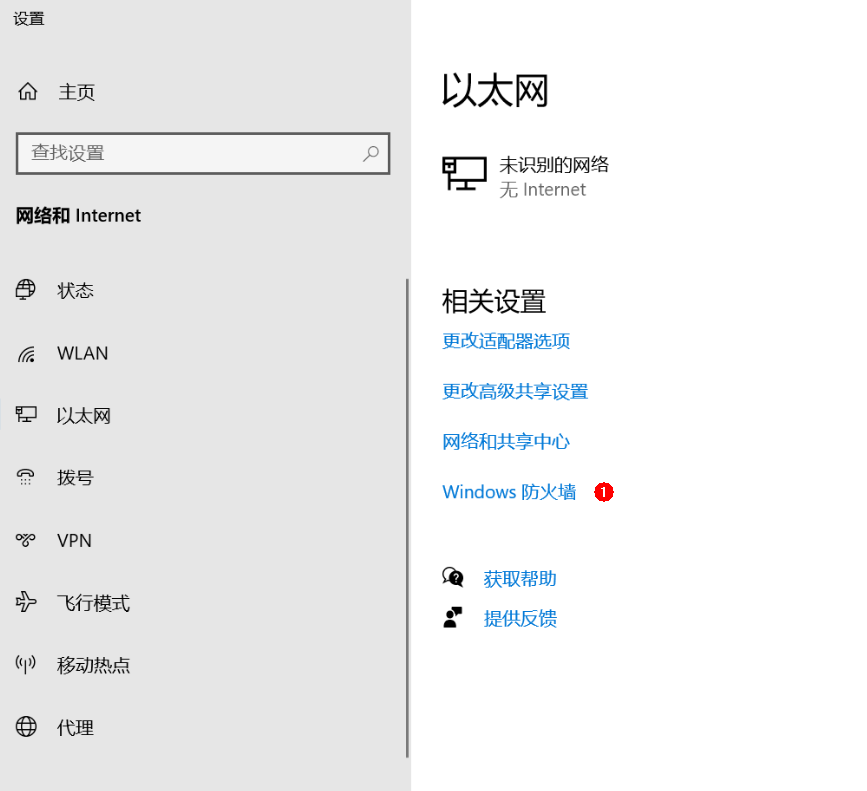 设置
主页
查找设置
网络和 Internet
状态
WLAN
以太网
拨号
VPN
飞行模式
移动热点
代理
以太网
未识别的网络
无 Internet
相关设置
更改适配器选项
更改高级共享设置
网络和共享中心
Windows 防火墙 1
获取帮助
提供反馈